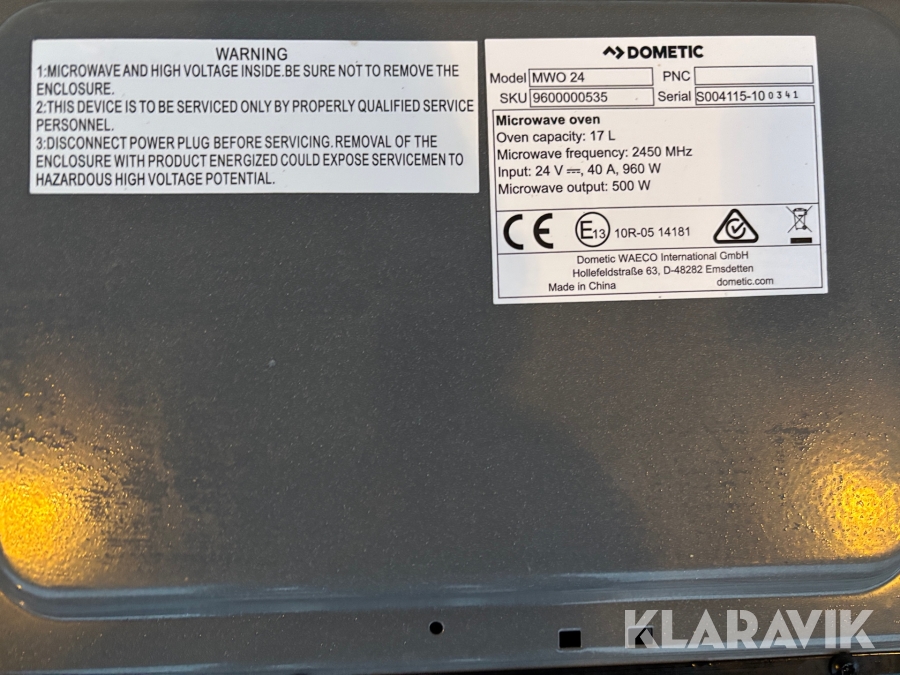 WARNING
1:MICROWAVE AND HIGH VOLTAGE INSIDE.BE SURE NOT TO REMOVE THE
ENCLOSURE.
2:THIS DEVICE IS TO BE SERVICED ONLY BY PROPERLY QUALIFIED SERVICE
PERSONNEL.
3:DISCONNECT POWER PLUG BEFORE SERVICING.REMOVAL OF THE
ENCLOSURE WITH PRODUCT ENERGIZED COULD EXPOSE SERVICEMEN TO
HAZARDOUS HIGH VOLTAGE POTENTIAL.
DOMETIC
Model MWO 24 PNC
SKU 9600000535 Serial S004115-10 0341
Microwave oven
Oven capacity: 17 L
Microwave frequency: 2450 MHz
Input: 24 V ⎓, 40 A, 960 W
Microwave output: 500 W
CE E13 10R-05 14181
Dometic WAECO International GmbH
Hollefeldstraße 63, D-48282 Emsdetten
Made in China dometic.com
KLARAVIK